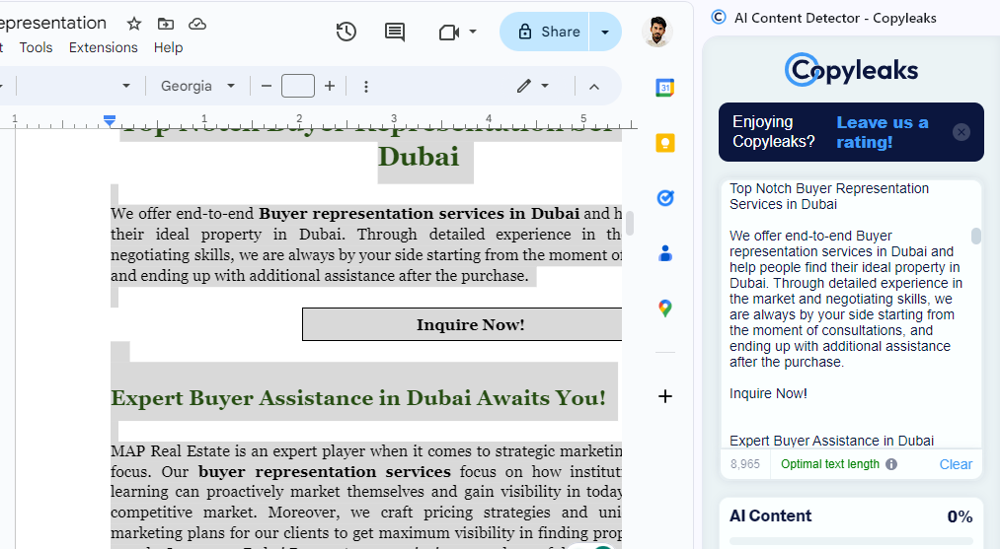 epresentation
t Tools Extensions Help
Share
Georgia
1 1 2 3 4 5
Top Notch Buyer Representation Ser
Dubai
We offer end-to-end Buyer representation services in Dubai and h
their ideal property in Dubai. Through detailed experience in th
negotiating skills, we are always by your side starting from the moment of
and ending up with additional assistance after the purchase.
Inquire Now!
Expert Buyer Assistance in Dubai Awaits You!
MAP Real Estate is an expert player when it comes to strategic marketin
focus. Our buyer representation services focus on how institut
learning can proactively market themselves and gain visibility in today
competitive market. Moreover, we craft pricing strategies and uni
marketing plans for our clients to get maximum visibility in finding prop
31
AI Content Detector - Copyleaks
Copyleaks
Enjoying Leave us a
Copyleaks? rating!
Top Notch Buyer Representation
Services in Dubai
We offer end-to-end Buyer
representation services in Dubai and
help people find their ideal property in
Dubai. Through detailed experience in
the market and negotiating skills, we
are always by your side starting from
the moment of consultations, and
ending up with additional assistance
after the purchase.
Inquire Now!
Expert Buyer Assistance in Dubai
8,965 Optimal text length Clear
AI Content 0%